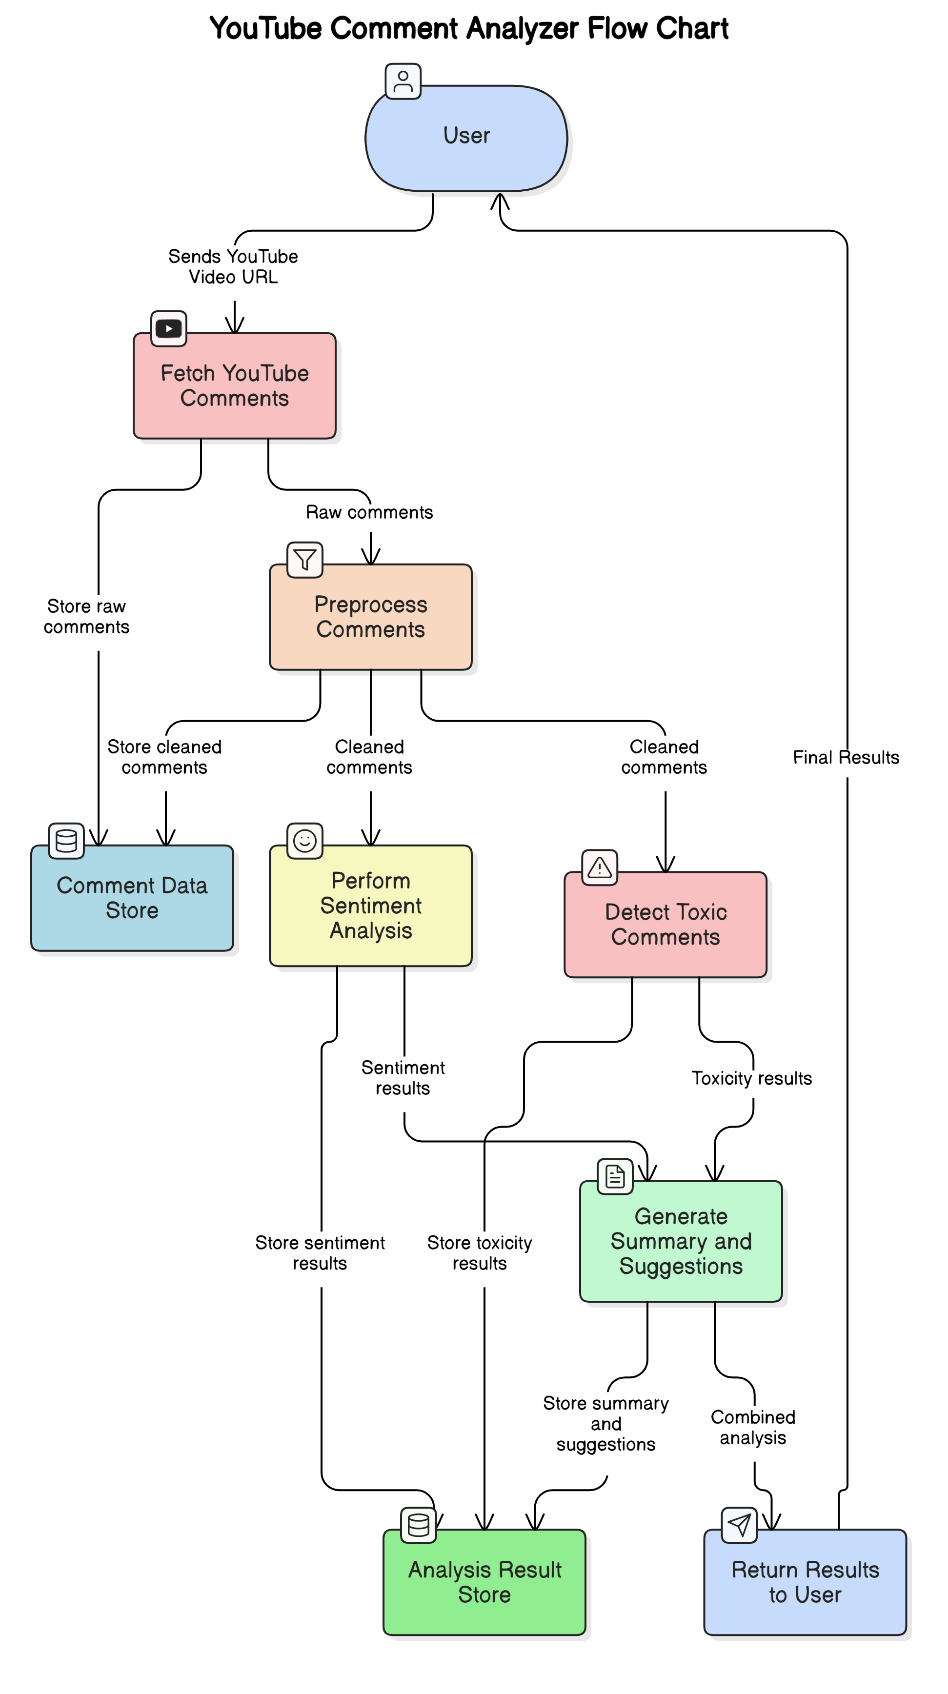 YouTube Comment Analyzer Flow Chart
User
Sends YouTube
Video URL
Fetch YouTube
Comments
Raw comments
Preprocess
Comments
Store raw
comments
Store cleaned
comments
Cleaned
comments
Cleaned
comments
Final Results
Comment Data
Store
Perform
Sentiment
Analysis
Detect Toxic
Comments
Sentiment
results
Toxicity results
Generate
Summary and
Suggestions
Store sentiment
results
Store toxicity
results
Store summary
and
suggestions
Combined
analysis
Analysis Result
Store
Return Results
to User